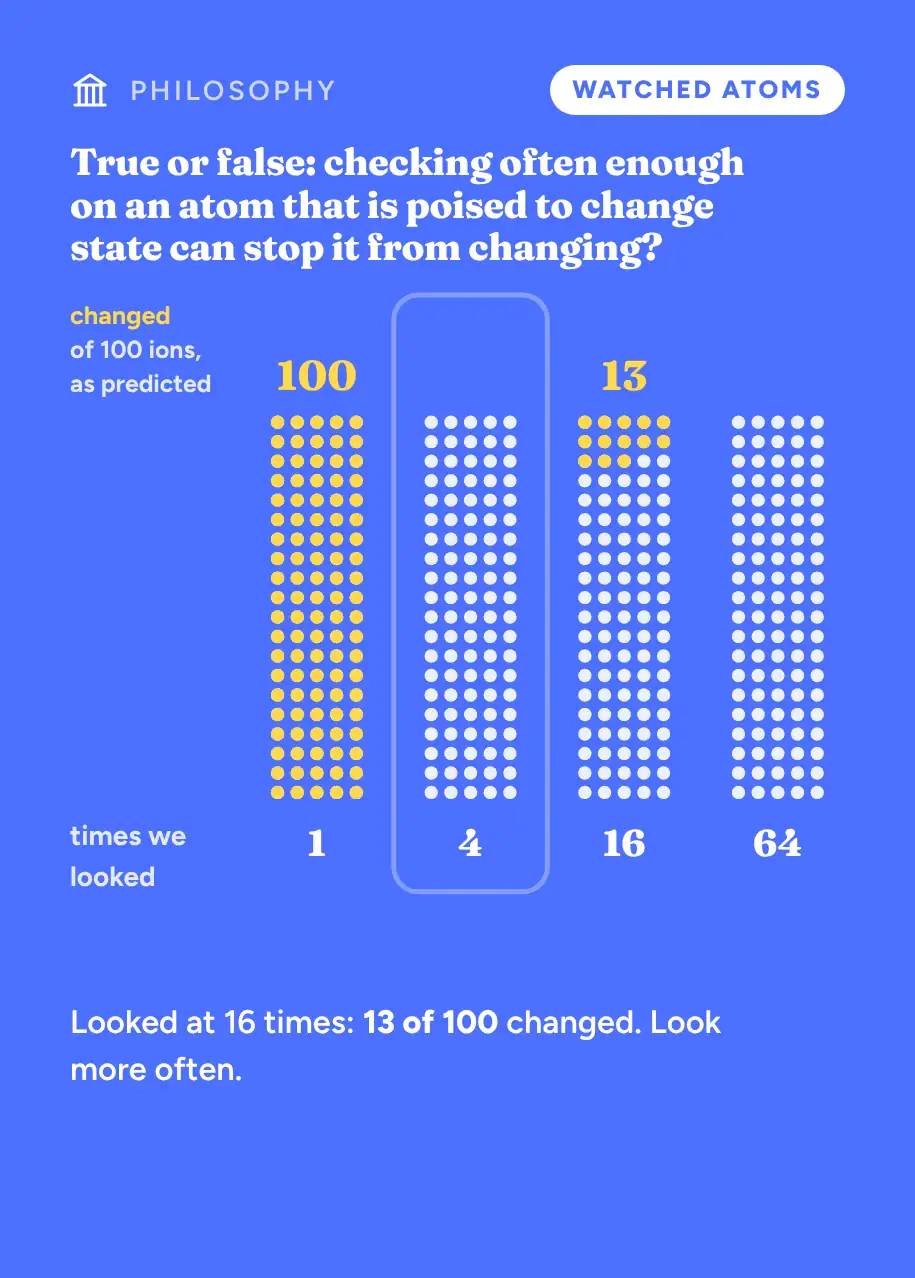 PHILOSOPHY
WATCHED ATOMS
True or false: checking often enough
on an atom that is poised to change
state can stop it from changing?
changed
of 100 ions,
as predicted
100
13
times we
looked
1
4
16
64
Looked at 16 times: 13 of 100 changed. Look
more often.